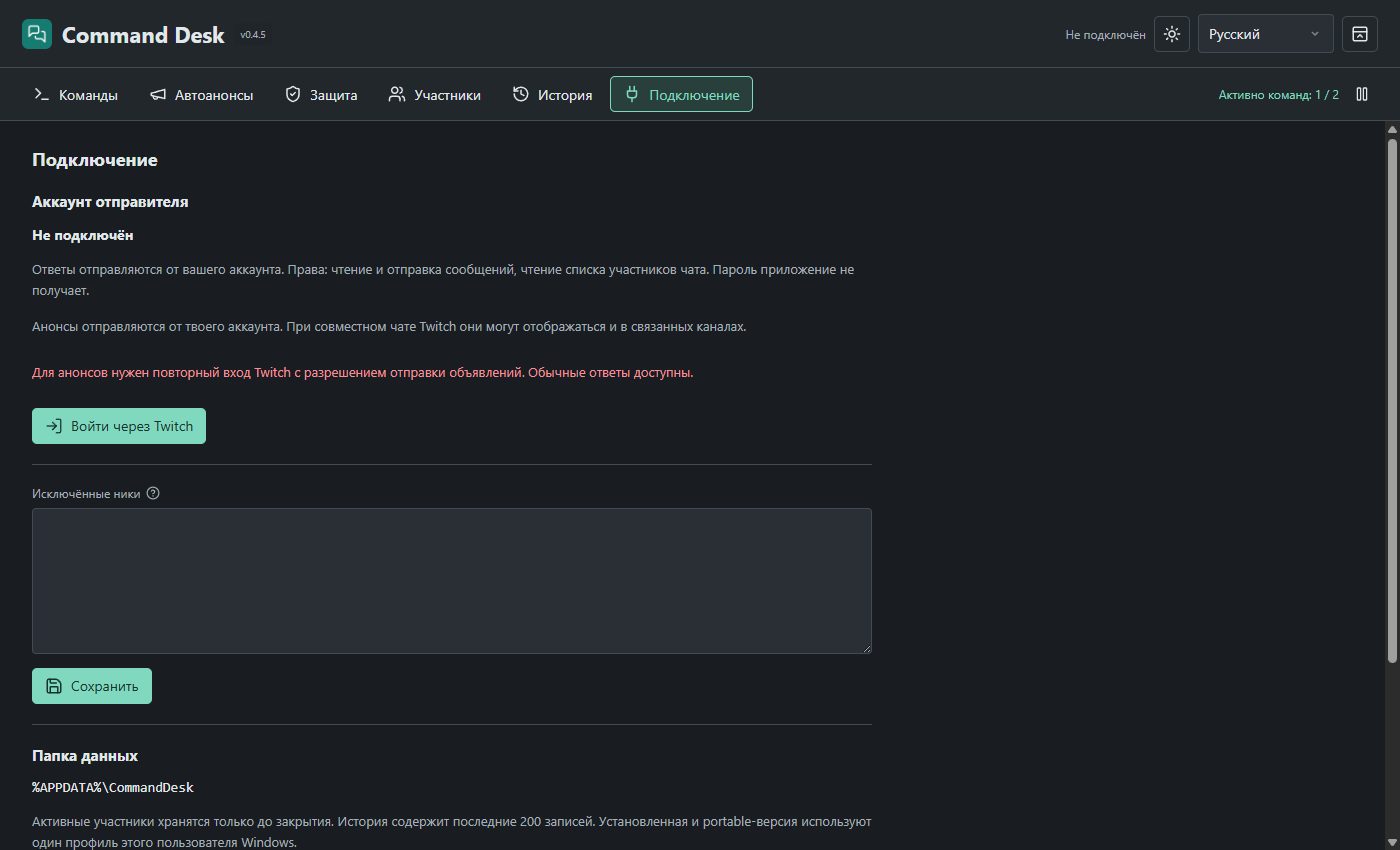 Command Desk v0.4.5
Не подключён
Русский
Команды
Автоанонсы
Защита
Участники
История
Подключение
Активно команд: 1 / 2
Подключение
Аккаунт отправителя
Не подключён
Ответы отправляются от вашего аккаунта. Права: чтение и отправка сообщений, чтение списка участников чата. Пароль приложение не
получает.
Анонсы отправляются от твоего аккаунта. При совместном чате Twitch они могут отображаться и в связанных каналах.
Для анонсов нужен повторный вход Twitch с разрешением отправки объявлений. Обычные ответы доступны.
Войти через Twitch
Исключённые ники
Сохранить
Папка данных
%APPDATA%\CommandDesk
Активные участники хранятся только до закрытия. История содержит последние 200 записей. Установленная и portable-версия используют
один профиль этого пользователя Windows.